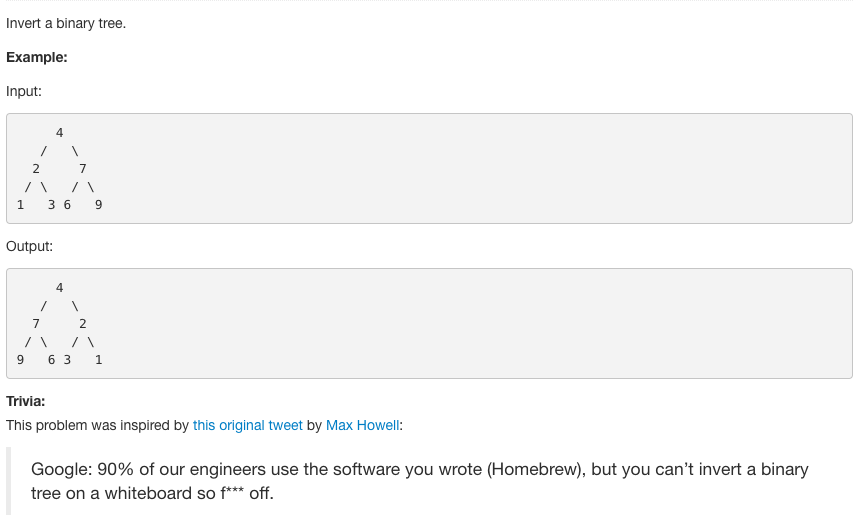 Invert a binary tree.
Example:
Input:
     4
   /   \
  2     7
 / \   / \
1   3 6   9
Output:
     4
   /   \
  7     2
 / \   / \
9   6 3   1
Trivia:
This problem was inspired by this original tweet by Max Howell:
Google: 90% of our engineers use the software you wrote (Homebrew), but you can’t invert a binary
tree on a whiteboard so f*** off.